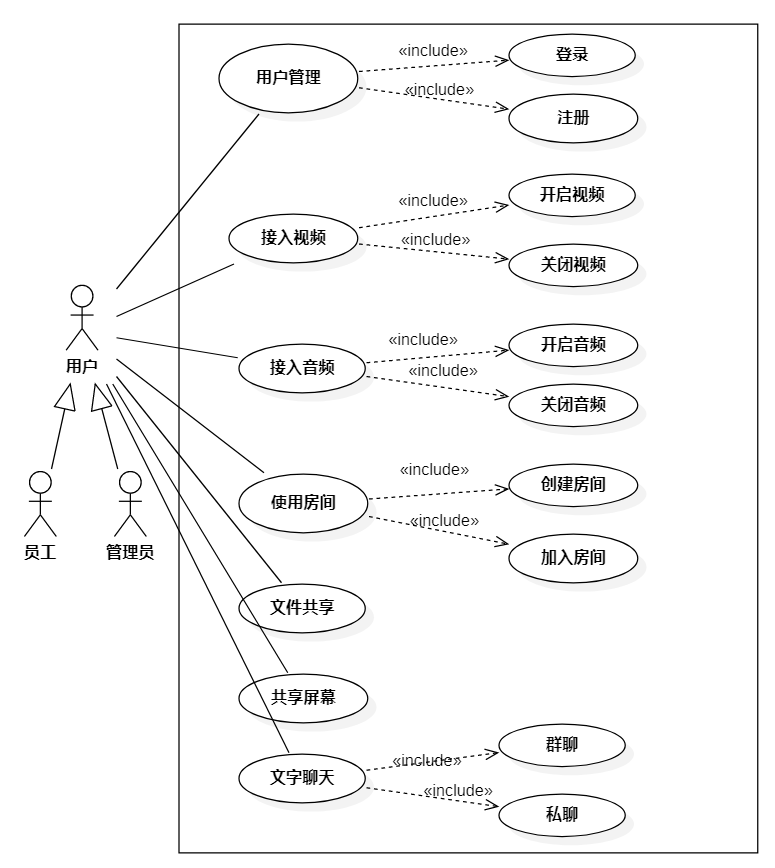 «include»
登录
用户管理
«include»
注册
«include»
开启视频
接入视频
«include»
关闭视频
«include»
开启音频
用户
接入音频
«include»
关闭音频
«include»
创建房间
使用房间
«include»
员工
管理员
加入房间
文件共享
共享屏幕
群聊
«include»
文字聊天
«include»
私聊